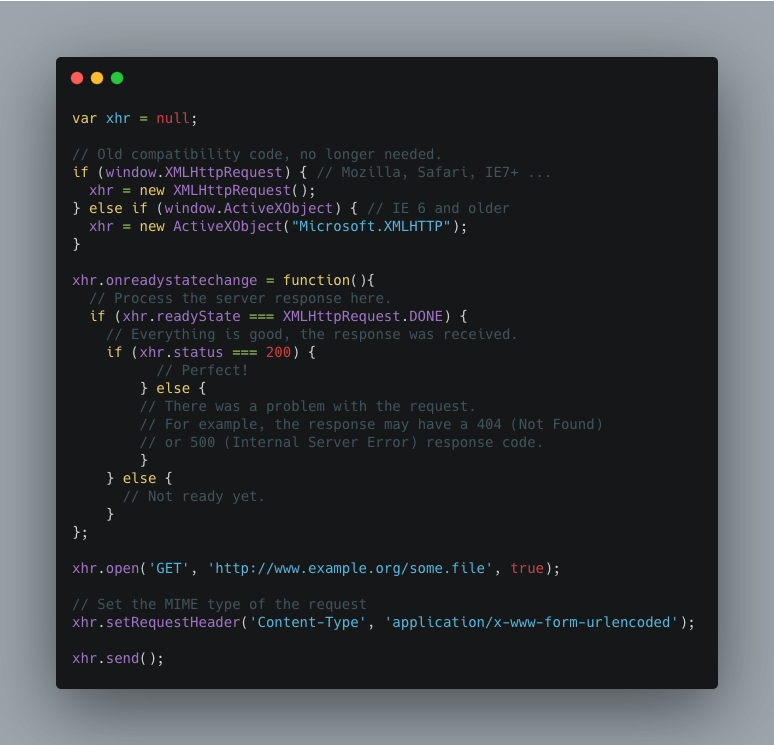 var xhr = null;

// Old compatibility code, no longer needed.
if (window.XMLHttpRequest) { // Mozilla, Safari, IE7+ ...
  xhr = new XMLHttpRequest();
} else if (window.ActiveXObject) { // IE 6 and older
  xhr = new ActiveXObject("Microsoft.XMLHTTP");
}

xhr.onreadystatechange = function(){
  // Process the server response here.
  if (xhr.readyState === XMLHttpRequest.DONE) {
    // Everything is good, the response was received.
    if (xhr.status === 200) {
          // Perfect!
        } else {
        // There was a problem with the request.
        // For example, the response may have a 404 (Not Found)
        // or 500 (Internal Server Error) response code.
        }
    } else {
      // Not ready yet.
    }
};

xhr.open('GET', 'http://www.example.org/some.file', true);

// Set the MIME type of the request
xhr.setRequestHeader('Content-Type', 'application/x-www-form-urlencoded');

xhr.send();